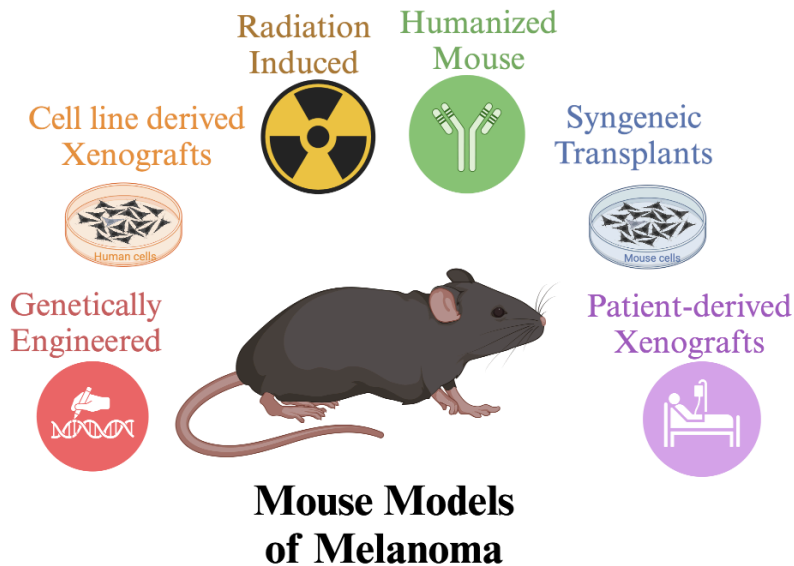 Radiation
Induced
Humanized
Mouse
Cell line derived
Xenografts
Syngeneic
Transplants
Human cells
Mouse cells
Genetically
Engineered
Patient-derived
Xenografts
Mouse Models
of Melanoma